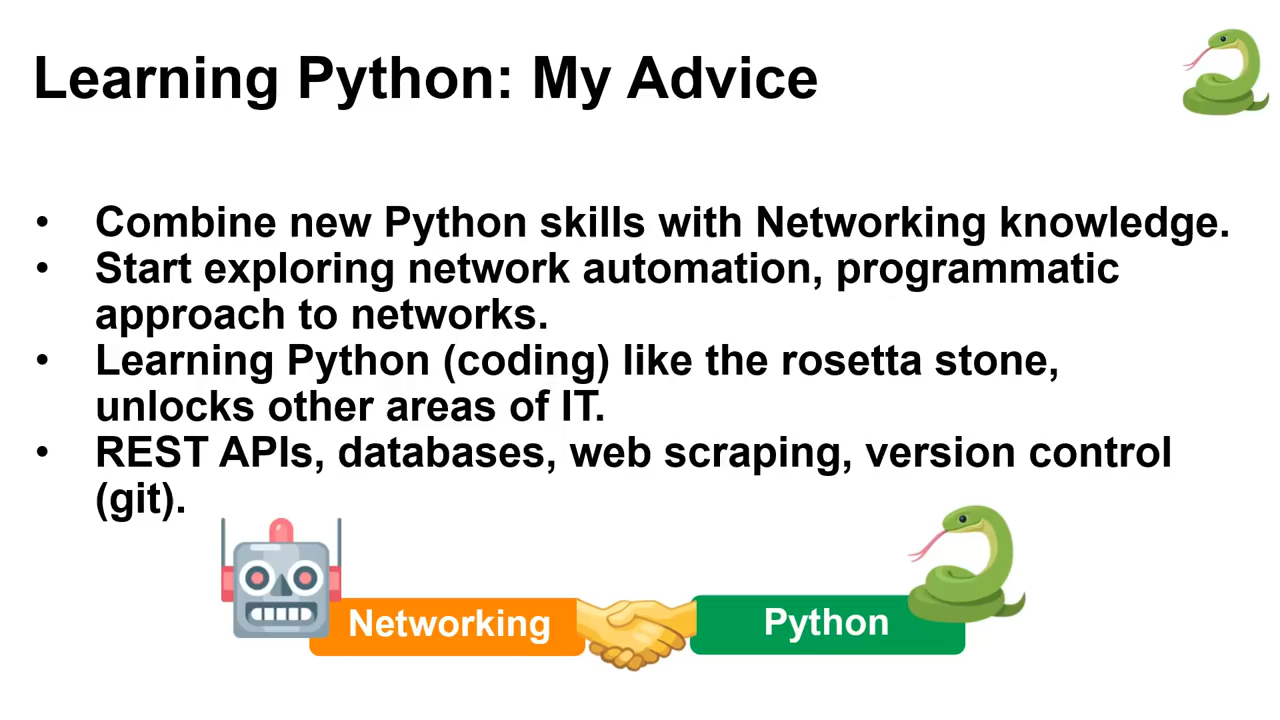 Learning Python: My Advice
• Combine new Python skills with Networking knowledge.
• Start exploring network automation, programmatic
approach to networks.
• Learning Python (coding) like the rosetta stone,
unlocks other areas of IT.
• REST APIs, databases, web scraping, version control
(git).
Networking
Python